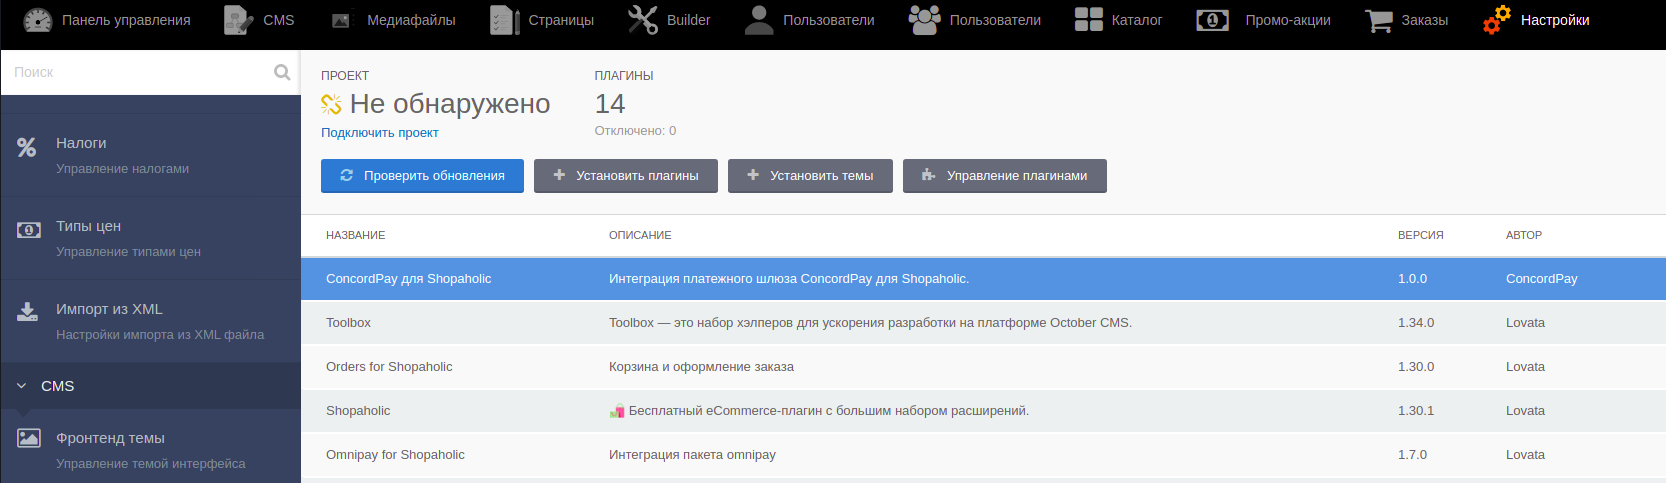 Панель управления CMS Медиафайлы Страницы Builder Пользователи Пользователи Каталог Промо-акции Заказы Настройки
Поиск
Налоги
Управление налогами
Типы цен
Управление типами цен
Импорт из XML
Настройки импорта из XML файла
CMS
Фронтенд темы
Управление темой интерфейса
ПРОЕКТ
Не обнаружено
Подключить проект
ПЛАГИНЫ
14
Отключено: 0
Проверить обновления Установить плагины Установить темы Управление плагинами
НАЗВАНИЕ ОПИСАНИЕ ВЕРСИЯ АВТОР
ConcordPay для Shopaholic Интеграция платежного шлюза ConcordPay для Shopaholic. 1.0.0 ConcordPay
Toolbox Toolbox — это набор хэлперов для ускорения разработки на платформе October CMS. 1.34.0 Lovata
Orders for Shopaholic Корзина и оформление заказа 1.30.0 Lovata
Shopaholic 🛍 Бесплатный eCommerce-плагин с большим набором расширений. 1.30.1 Lovata
Omnipay for Shopaholic Интеграция пакета omnipay 1.7.0 Lovata